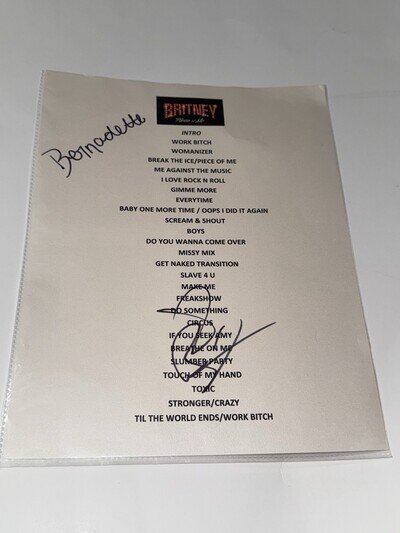 BRITNEY
Piece of Me
Bernadette
INTRO
WORK BITCH
WOMANIZER
BREAK THE ICE/PIECE OF ME
ME AGAINST THE MUSIC
I LOVE ROCK N ROLL
GIMME MORE
EVERYTIME
BABY ONE MORE TIME / OOPS I DID IT AGAIN
SCREAM & SHOUT
BOYS
DO YOU WANNA COME OVER
MISSY MIX
GET NAKED TRANSITION
SLAVE 4 U
MAKE ME
FREAKSHOW
DO SOMETHING
CIRCUS
IF YOU SEEK AMY
BREATHE ON ME
SLUMBER PARTY
TOUCH OF MY HAND
TOXIC
STRONGER/CRAZY
TIL THE WORLD ENDS/WORK BITCH